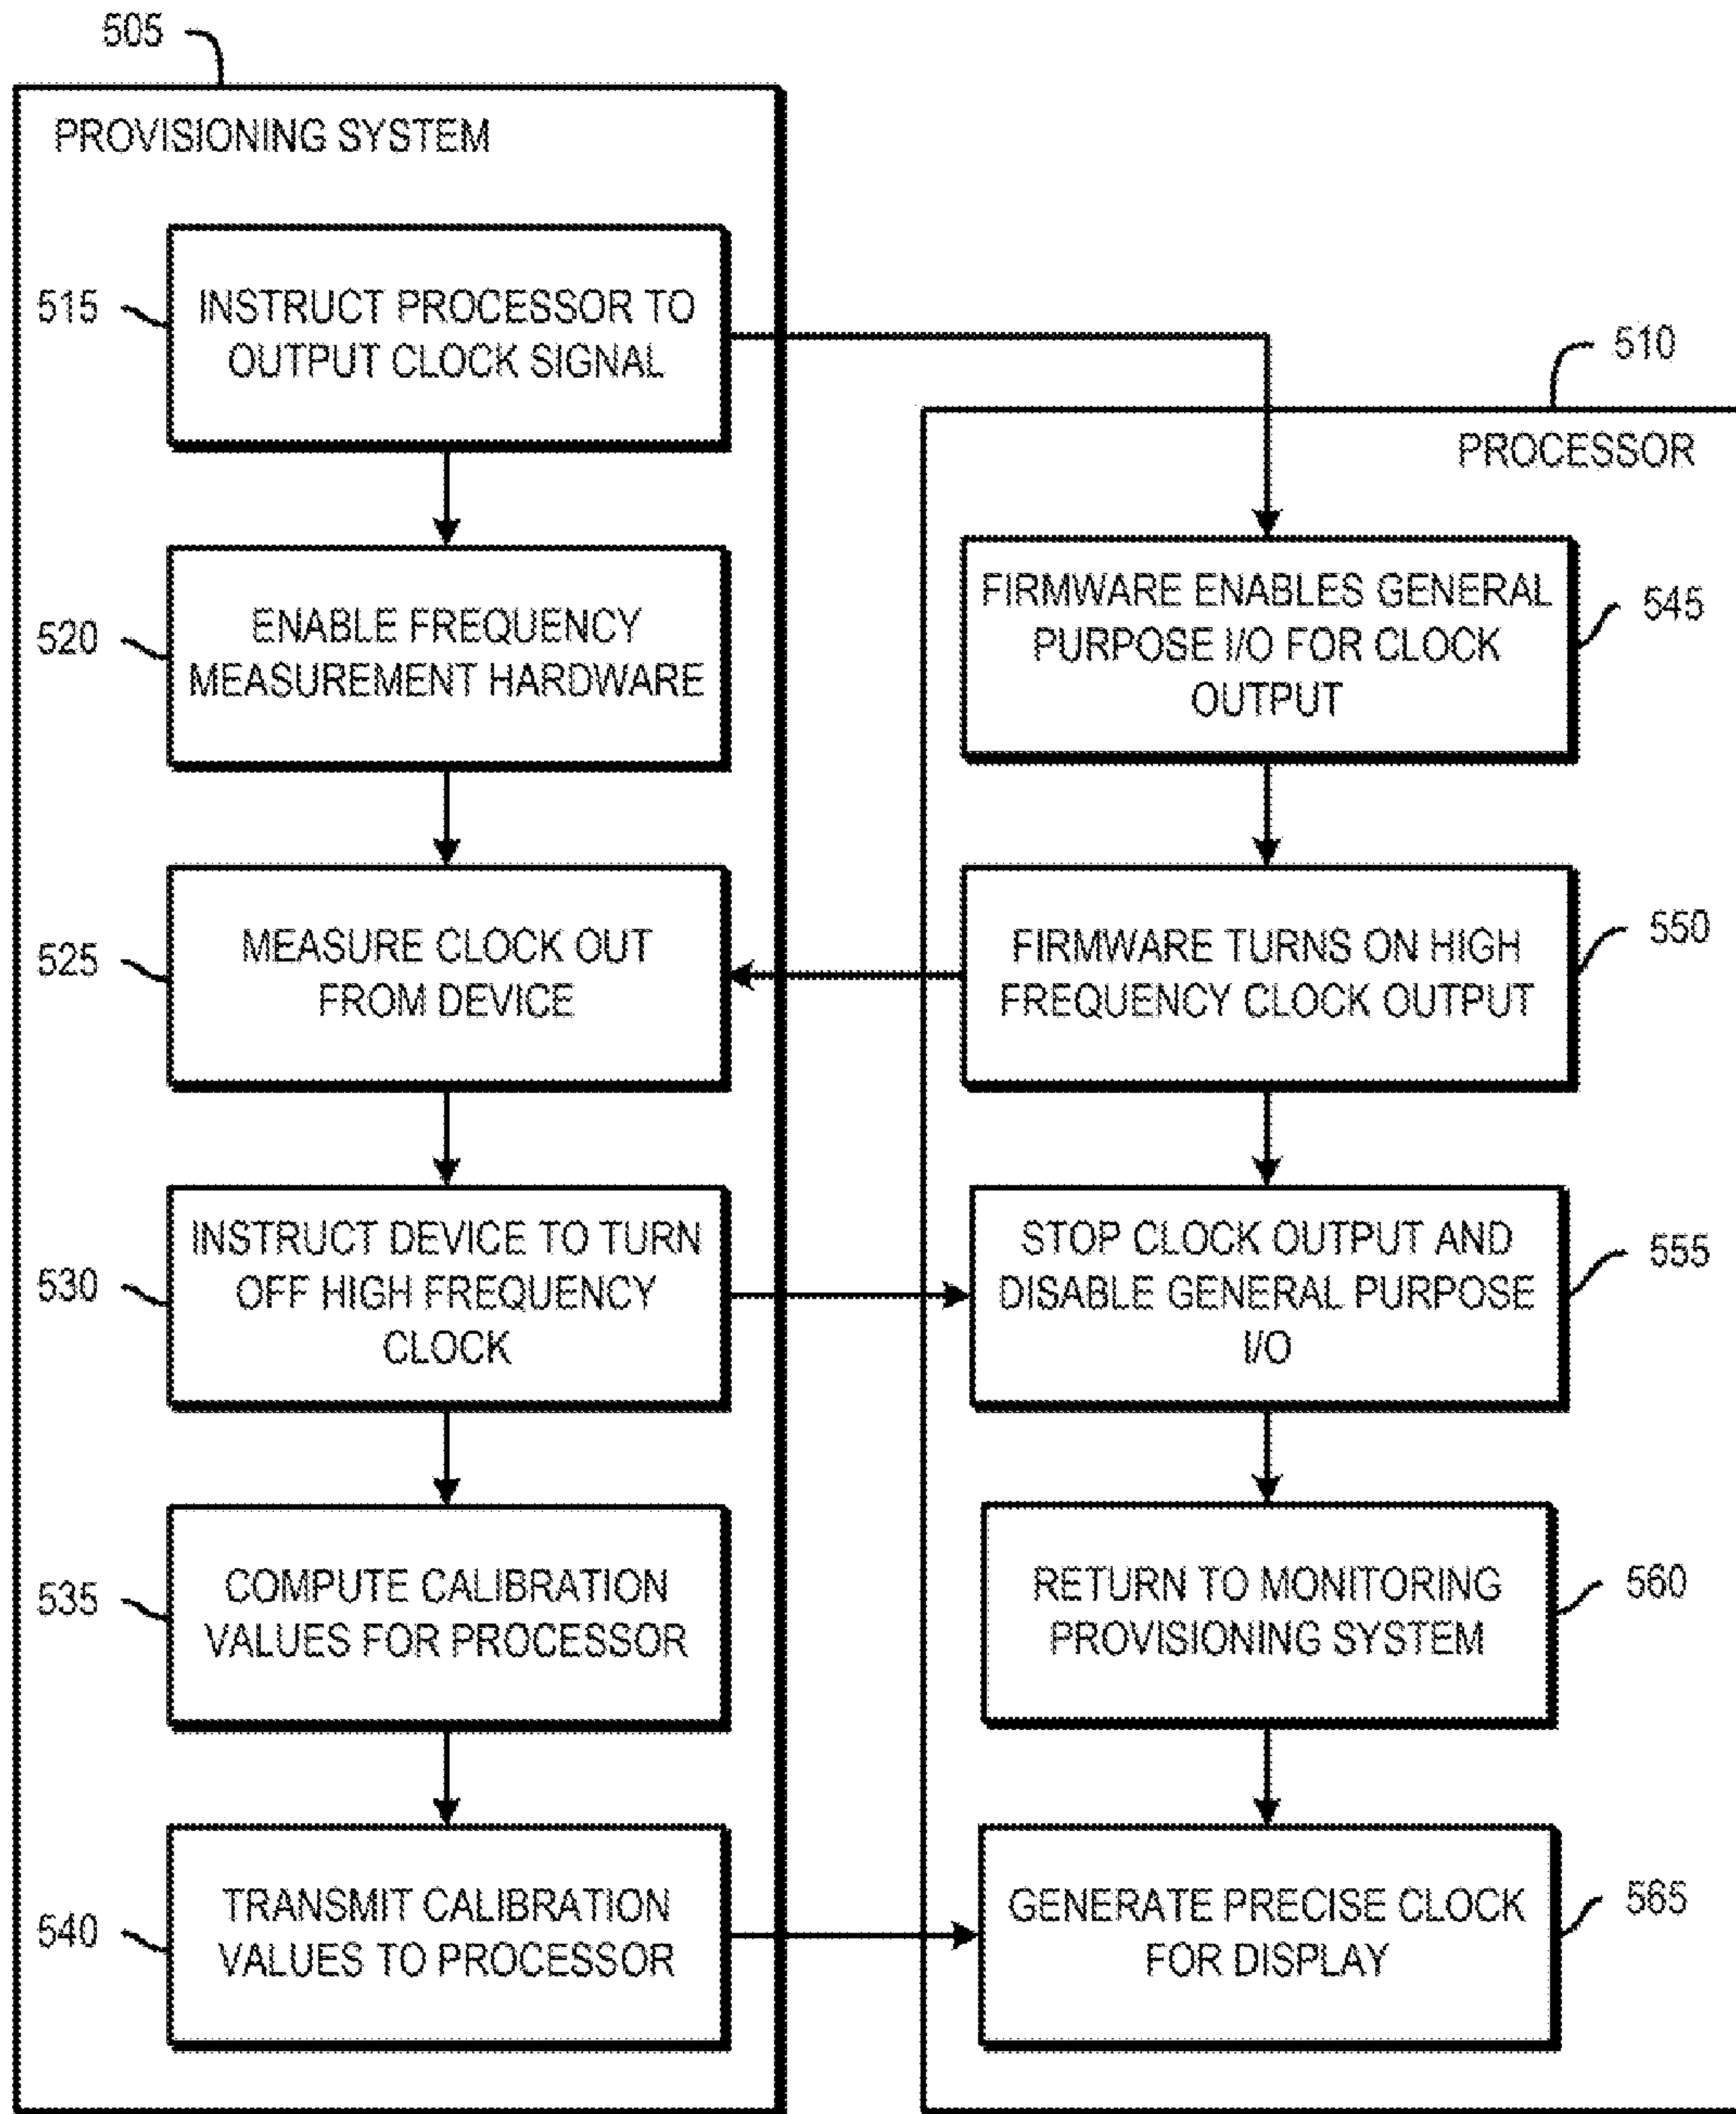 505
PROVISIONING SYSTEM
515
INSTRUCT PROCESSOR TO
OUTPUT CLOCK SIGNAL
520
ENABLE FREQUENCY
MEASUREMENT HARDWARE
525
MEASURE CLOCK OUT
FROM DEVICE
530
INSTRUCT DEVICE TO TURN
OFF HIGH FREQUENCY
CLOCK
535
COMPUTE CALIBRATION
VALUES FOR PROCESSOR
540
TRANSMIT CALIBRATION
VALUES TO PROCESSOR
510
PROCESSOR
FIRMWARE ENABLES GENERAL
PURPOSE I/O FOR CLOCK
OUTPUT
545
FIRMWARE TURNS ON HIGH
FREQUENCY CLOCK OUTPUT
550
STOP CLOCK OUTPUT AND
DISABLE GENERAL PURPOSE
I/O
555
RETURN TO MONITORING
PROVISIONING SYSTEM
560
GENERATE PRECISE CLOCK
FOR DISPLAY
565